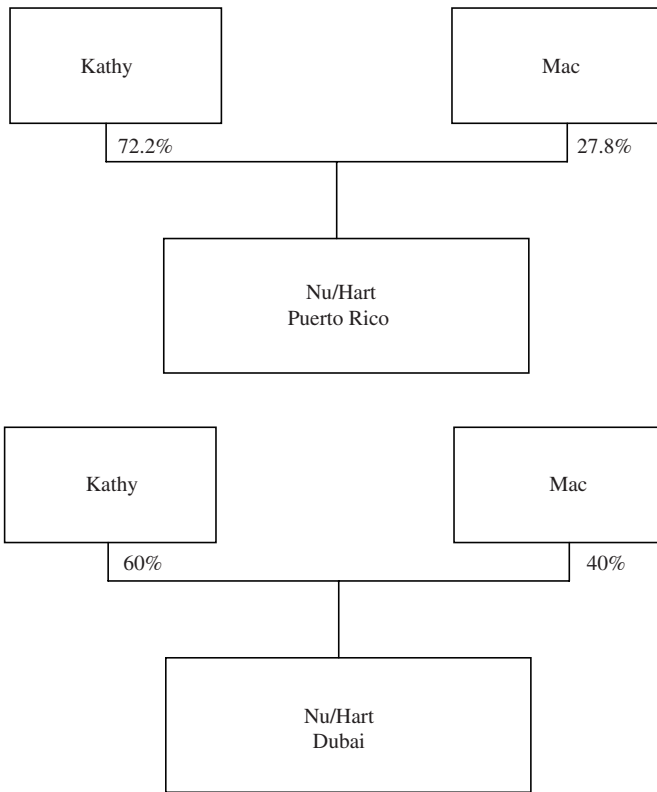 Kathy
Mac
72.2%
27.8%
Nu/Hart
Puerto Rico
Kathy
Mac
60%
40%
Nu/Hart
Dubai